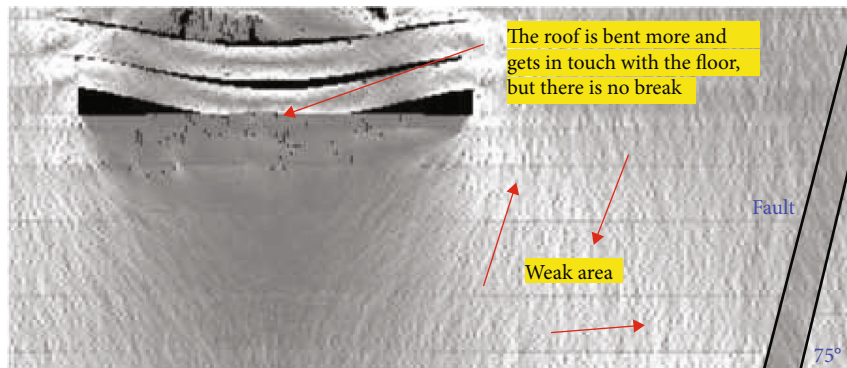 The roof is bent more and
gets in touch with the floor,
but there is no break
Fault
Weak area
75°